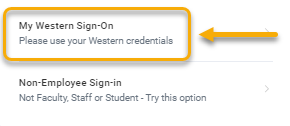 My Western Sign-On
Please use your Western credentials
Non-Employee Sign-in
Not Faculty, Staff or Student - Try this option